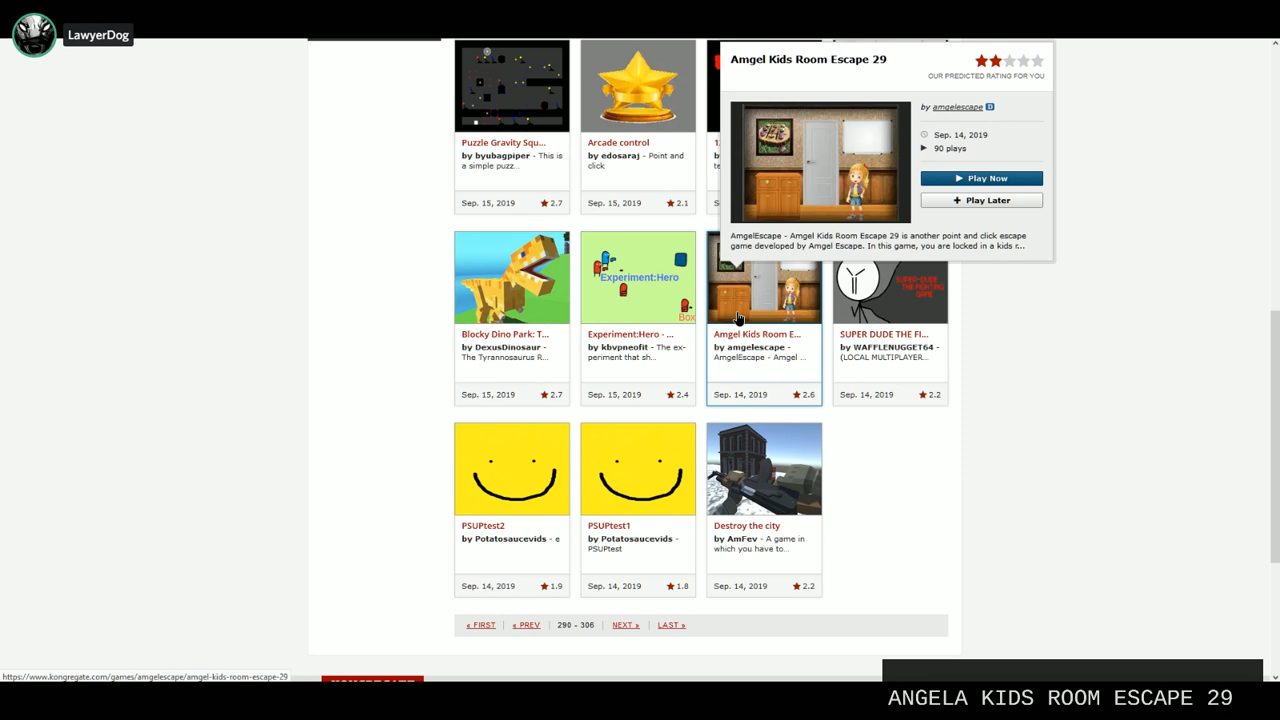 LawyerDog
Amgel Kids Room Escape 29
OUR PREDICTED RATING FOR YOU
by amgelescape D
Sep. 14, 2019
90 plays
Play Now
Play Later
AmgelEscape - Amgel Kids Room Escape 29 is another point and click escape
game developed by Amgel Escape. In this game, you are locked in a kids r...
Puzzle Gravity Squ...
by byubagpiper - This is
a simple puzz...
Sep. 15, 2019
2.7
Arcade control
by edosaraj - Point and
click
Sep. 15, 2019
2.1
Blocky Dino Park: T...
by DexusDinosaur -
The Tyrannosaurus R...
Sep. 15, 2019
2.7
Experiment:Hero
Box
Experiment:Hero - ...
by kbvpneofit - The ex-
periment that sh...
Sep. 15, 2019
2.4
Amgel Kids Room E...
by amgelescape -
AmgelEscape - Amgel ...
Sep. 14, 2019
2.6
SUPER-DUDE
THE FIGHTING
GAME
SUPER DUDE THE FI...
by WAFFLENUGGET64 -
(LOCAL MULTIPLAYER...
Sep. 14, 2019
2.2
PSUPtest2
by Potatosaucevids - e
Sep. 14, 2019
1.9
PSUPtest1
by Potatosaucevids -
PSUPtest
Sep. 14, 2019
1.8
Destroy the city
by AmFev - A game in
which you have to...
Sep. 14, 2019
2.2
« FIRST
« PREV
290 - 306
NEXT »
LAST »
https://www.kongregate.com/games/amgelescape/amgel-kids-room-escape-29
ANGELA KIDS ROOM ESCAPE 29